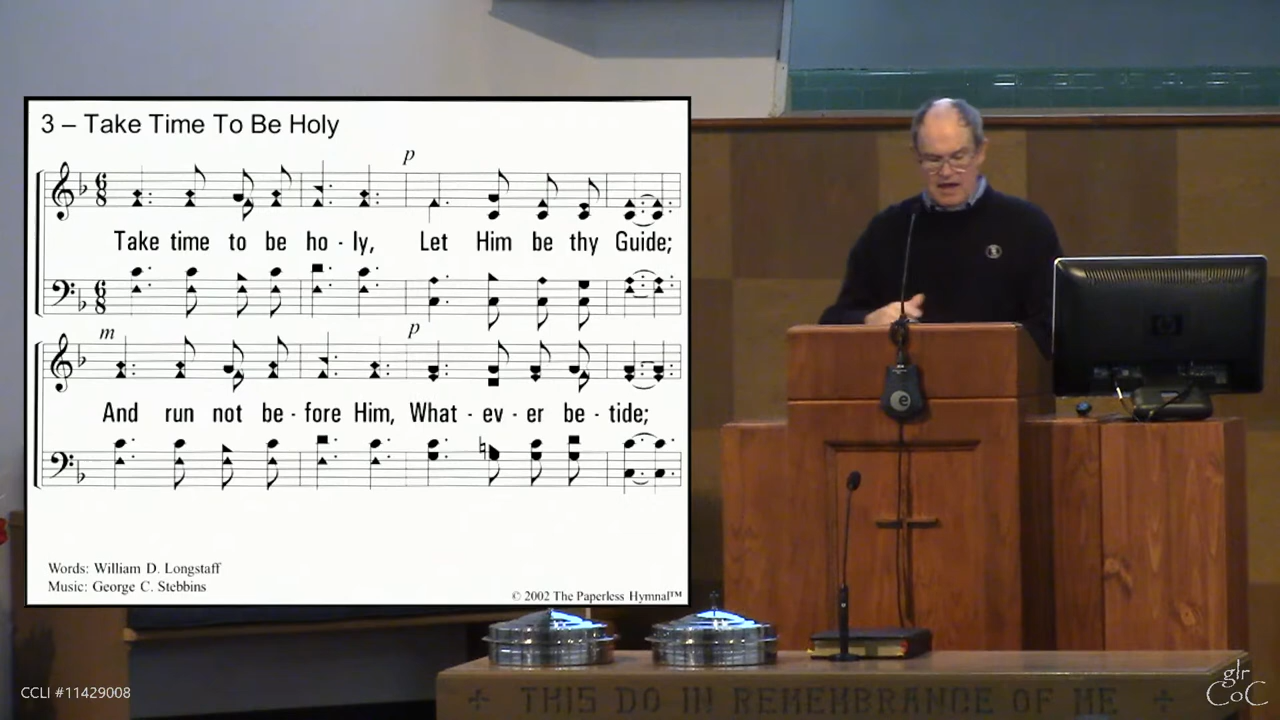 3 – Take Time To Be Holy
p
Take time to be ho - ly, Let Him be thy Guide;
m p
And run not be - fore Him, What - ev - er be - tide;
Words: William D. Longstaff
Music: George C. Stebbins
© 2002 The Paperless Hymnal™
hp
e
THIS DO IN REMEMBRANCE OF ME
CCLI #11429008
glr
CoC